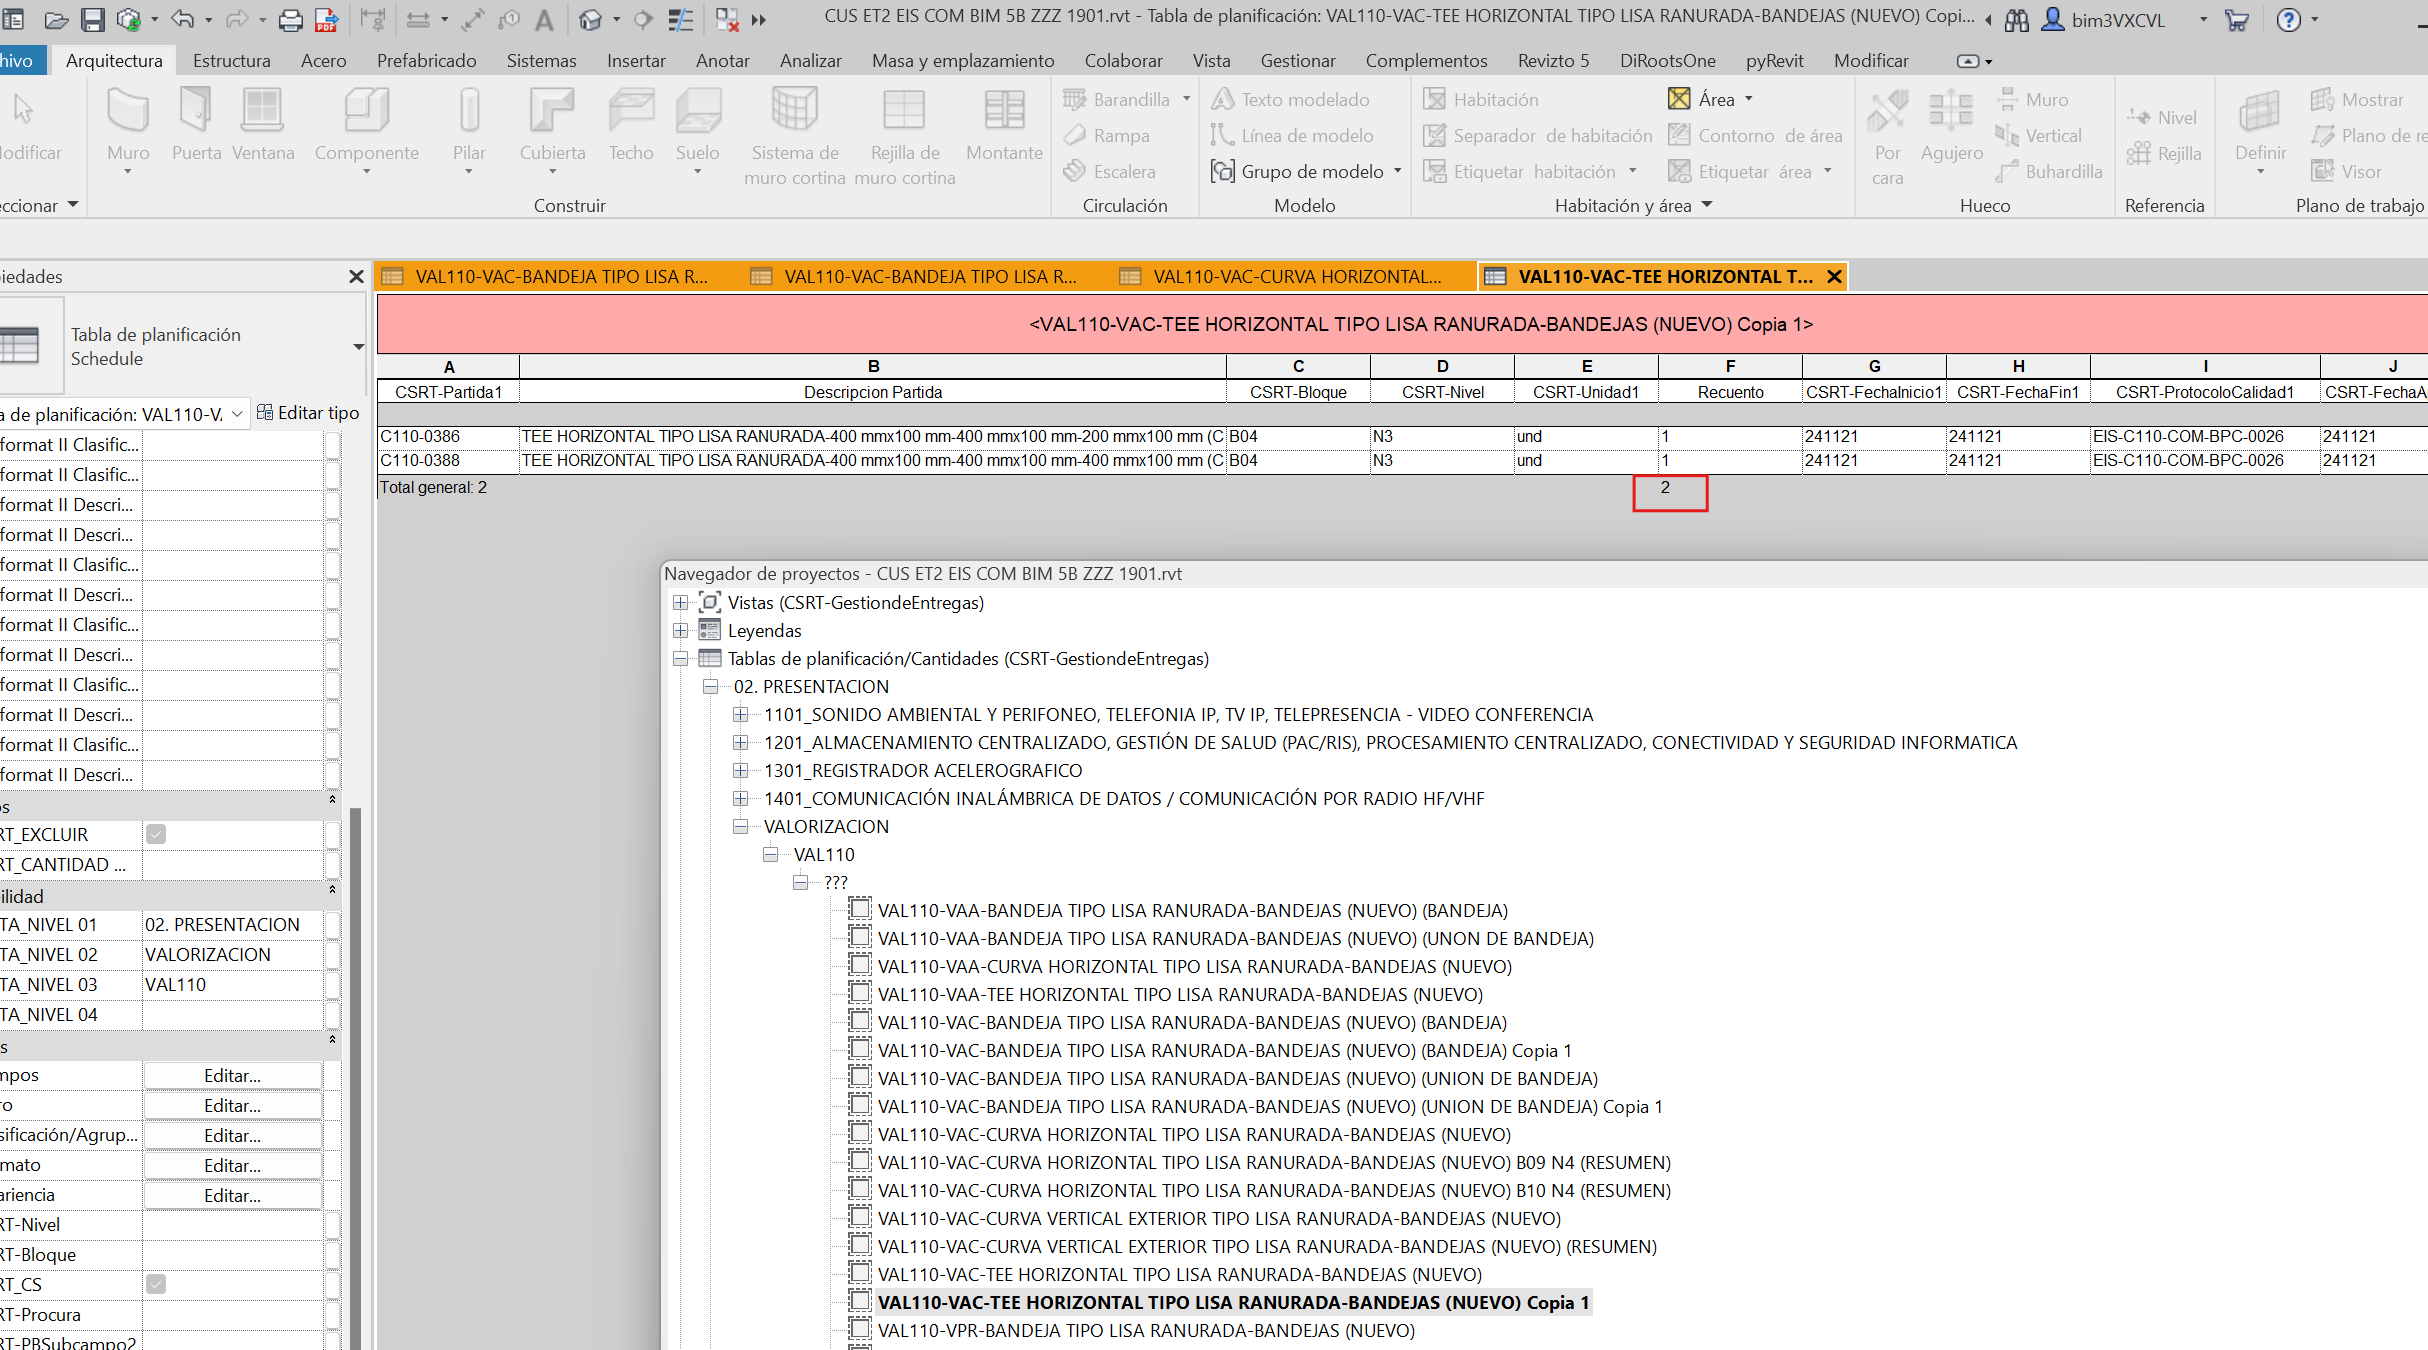 CUS ET2 EIS COM BIM 5B ZZZ 1901.rvt - Tabla de planificación: VAL110-VAC-TEE HORIZONTAL TIPO LISA RANURADA-BANDEJAS (NUEVO) Copi...
bim3VXCVL
hivo Arquitectura Estructura Acero Prefabricado Sistemas Insertar Anotar Analizar Masa y emplazamiento Colaborar Vista Gestionar Complementos Revizto 5 DiRootsOne pyRevit Modificar
odificar Muro Puerta Ventana Componente Pilar Cubierta Techo Suelo Sistema de muro cortina Rejilla de muro cortina Montante
Barandilla
Rampa
Escalera
Texto modelado
Línea de modelo
Grupo de modelo
Habitación
Separador de habitación
Etiquetar habitación
Área
Contorno de área
Etiquetar área
Por cara Agujero
Muro
Vertical
Buhardilla
Nivel
Rejilla
Definir
Mostrar
Plano de re
Visor
eccionar Construir Circulación Modelo Habitación y área Hueco Referencia Plano de trabajo
iedades
VAL110-VAC-BANDEJA TIPO LISA R... VAL110-VAC-BANDEJA TIPO LISA R... VAL110-VAC-CURVA HORIZONTAL... VAL110-VAC-TEE HORIZONTAL T...
Tabla de planificación
Schedule
a de planificación: VAL110-V Editar tipo
format II Clasific...
format II Clasific...
format II Descri...
format II Descri...
format II Clasific...
format II Descri...
format II Clasific...
format II Descri...
format II Clasific...
format II Descri...
format II Clasific...
format II Descri...
os
RT_EXCLUIR
RT_CANTIDAD ...
ilidad
TA_NIVEL 01 02. PRESENTACION
TA_NIVEL 02 VALORIZACION
TA_NIVEL 03 VAL110
TA_NIVEL 04
s
mpos Editar...
ro Editar...
sificación/Agrup... Editar...
mato Editar...
ariencia Editar...
RT-Nivel
RT-Bloque
RT_CS
RT-Procura
RT-PBSubcampo2
<VAL110-VAC-TEE HORIZONTAL TIPO LISA RANURADA-BANDEJAS (NUEVO) Copia 1>
A B C D E F G H I J
CSRT-Partida1 Descripcion Partida CSRT-Bloque CSRT-Nivel CSRT-Unidad1 Recuento CSRT-FechaInicio1 CSRT-FechaFin1 CSRT-ProtocoloCalidad1 CSRT-FechaA
C110-0386 TEE HORIZONTAL TIPO LISA RANURADA-400 mmx100 mm-400 mmx100 mm-200 mmx100 mm (C B04 N3 und 1 241121 241121 EIS-C110-COM-BPC-0026 241121
C110-0388 TEE HORIZONTAL TIPO LISA RANURADA-400 mmx100 mm-400 mmx100 mm-400 mmx100 mm (C B04 N3 und 1 241121 241121 EIS-C110-COM-BPC-0026 241121
Total general: 2 2
Navegador de proyectos - CUS ET2 EIS COM BIM 5B ZZZ 1901.rvt
Vistas (CSRT-GestiondeEntregas)
Leyendas
Tablas de planificación/Cantidades (CSRT-GestiondeEntregas)
02. PRESENTACION
1101_SONIDO AMBIENTAL Y PERIFONEO, TELEFONIA IP, TV IP, TELEPRESENCIA - VIDEO CONFERENCIA
1201_ALMACENAMIENTO CENTRALIZADO, GESTIÓN DE SALUD (PAC/RIS), PROCESAMIENTO CENTRALIZADO, CONECTIVIDAD Y SEGURIDAD INFORMATICA
1301_REGISTRADOR ACELEROGRAFICO
1401_COMUNICACIÓN INALÁMBRICA DE DATOS / COMUNICACIÓN POR RADIO HF/VHF
VALORIZACION
VAL110
???
VAL110-VAA-BANDEJA TIPO LISA RANURADA-BANDEJAS (NUEVO) (BANDEJA)
VAL110-VAA-BANDEJA TIPO LISA RANURADA-BANDEJAS (NUEVO) (UNON DE BANDEJA)
VAL110-VAA-CURVA HORIZONTAL TIPO LISA RANURADA-BANDEJAS (NUEVO)
VAL110-VAA-TEE HORIZONTAL TIPO LISA RANURADA-BANDEJAS (NUEVO)
VAL110-VAC-BANDEJA TIPO LISA RANURADA-BANDEJAS (NUEVO) (BANDEJA)
VAL110-VAC-BANDEJA TIPO LISA RANURADA-BANDEJAS (NUEVO) (BANDEJA) Copia 1
VAL110-VAC-BANDEJA TIPO LISA RANURADA-BANDEJAS (NUEVO) (UNION DE BANDEJA)
VAL110-VAC-BANDEJA TIPO LISA RANURADA-BANDEJAS (NUEVO) (UNION DE BANDEJA) Copia 1
VAL110-VAC-CURVA HORIZONTAL TIPO LISA RANURADA-BANDEJAS (NUEVO)
VAL110-VAC-CURVA HORIZONTAL TIPO LISA RANURADA-BANDEJAS (NUEVO) B09 N4 (RESUMEN)
VAL110-VAC-CURVA HORIZONTAL TIPO LISA RANURADA-BANDEJAS (NUEVO) B10 N4 (RESUMEN)
VAL110-VAC-CURVA VERTICAL EXTERIOR TIPO LISA RANURADA-BANDEJAS (NUEVO)
VAL110-VAC-CURVA VERTICAL EXTERIOR TIPO LISA RANURADA-BANDEJAS (NUEVO) (RESUMEN)
VAL110-VAC-TEE HORIZONTAL TIPO LISA RANURADA-BANDEJAS (NUEVO)
VAL110-VAC-TEE HORIZONTAL TIPO LISA RANURADA-BANDEJAS (NUEVO) Copia 1
VAL110-VPR-BANDEJA TIPO LISA RANURADA-BANDEJAS (NUEVO)